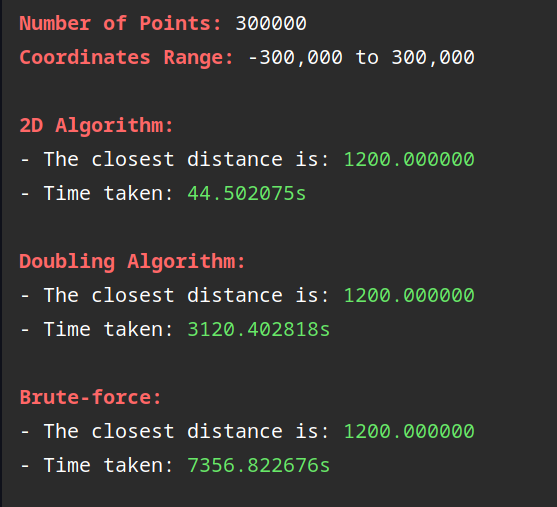 Number of Points: 300000
Coordinates Range: -300,000 to 300,000
2D Algorithm:
- The closest distance is: 1200.000000
- Time taken: 44.502075s
Doubling Algorithm:
- The closest distance is: 1200.000000
- Time taken: 3120.402818s
Brute-force:
- The closest distance is: 1200.000000
- Time taken: 7356.822676s